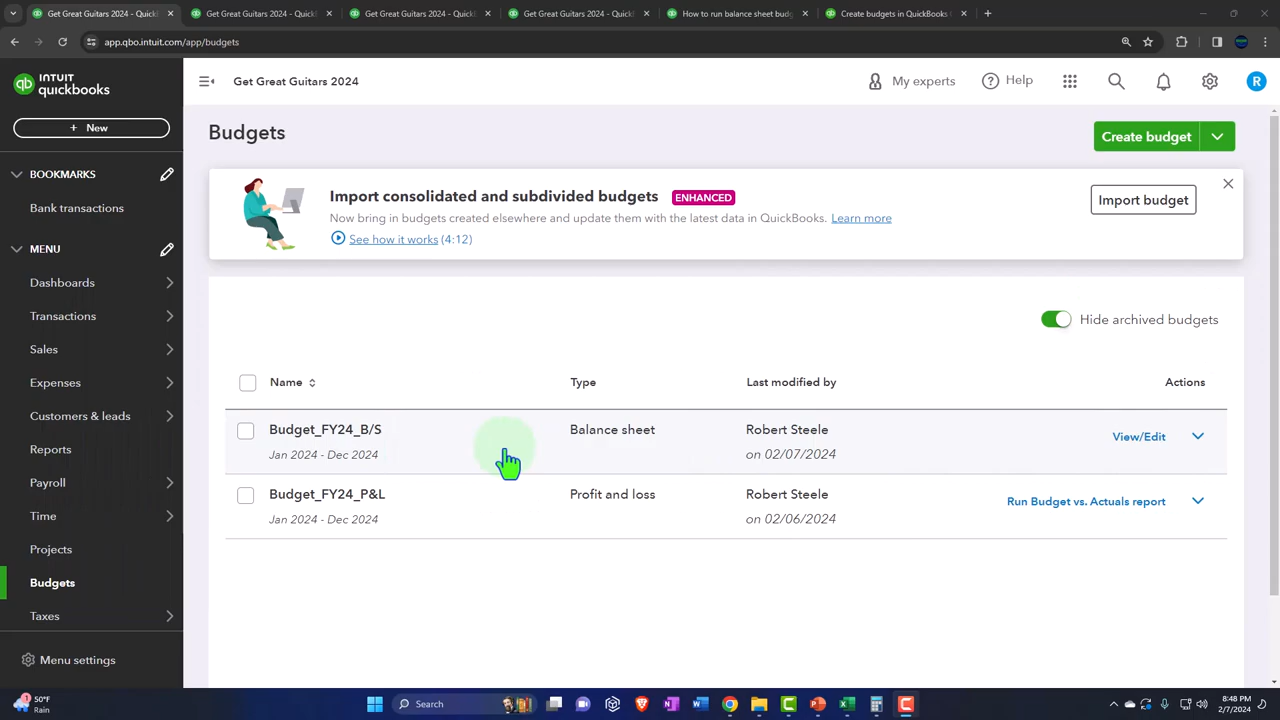 Get Great Guitars 2024 - Quick
Get Great Guitars 2024 - Quick
Get Great Guitars 2024 - Quick
Get Great Guitars 2024 - Quick
How to run balance sheet budg
Create budgets in QuickBooks
app.qbo.intuit.com/app/budgets
INTUIT
quickbooks
Get Great Guitars 2024
My experts
Help
R
+ New
BOOKMARKS
Bank transactions
MENU
Dashboards
Transactions
Sales
Expenses
Customers & leads
Reports
Payroll
Time
Projects
Budgets
Taxes
Menu settings
Budgets
Create budget
Import consolidated and subdivided budgets ENHANCED
Now bring in budgets created elsewhere and update them with the latest data in QuickBooks. Learn more
See how it works (4:12)
Import budget
Hide archived budgets
Name Type Last modified by Actions
Budget_FY24_B/S Balance sheet Robert Steele View/Edit
Jan 2024 - Dec 2024 on 02/07/2024
Budget_FY24_P&L Profit and loss Robert Steele Run Budget vs. Actuals report
Jan 2024 - Dec 2024 on 02/06/2024
50°F
Rain
Search
8:48 PM
2/7/2024